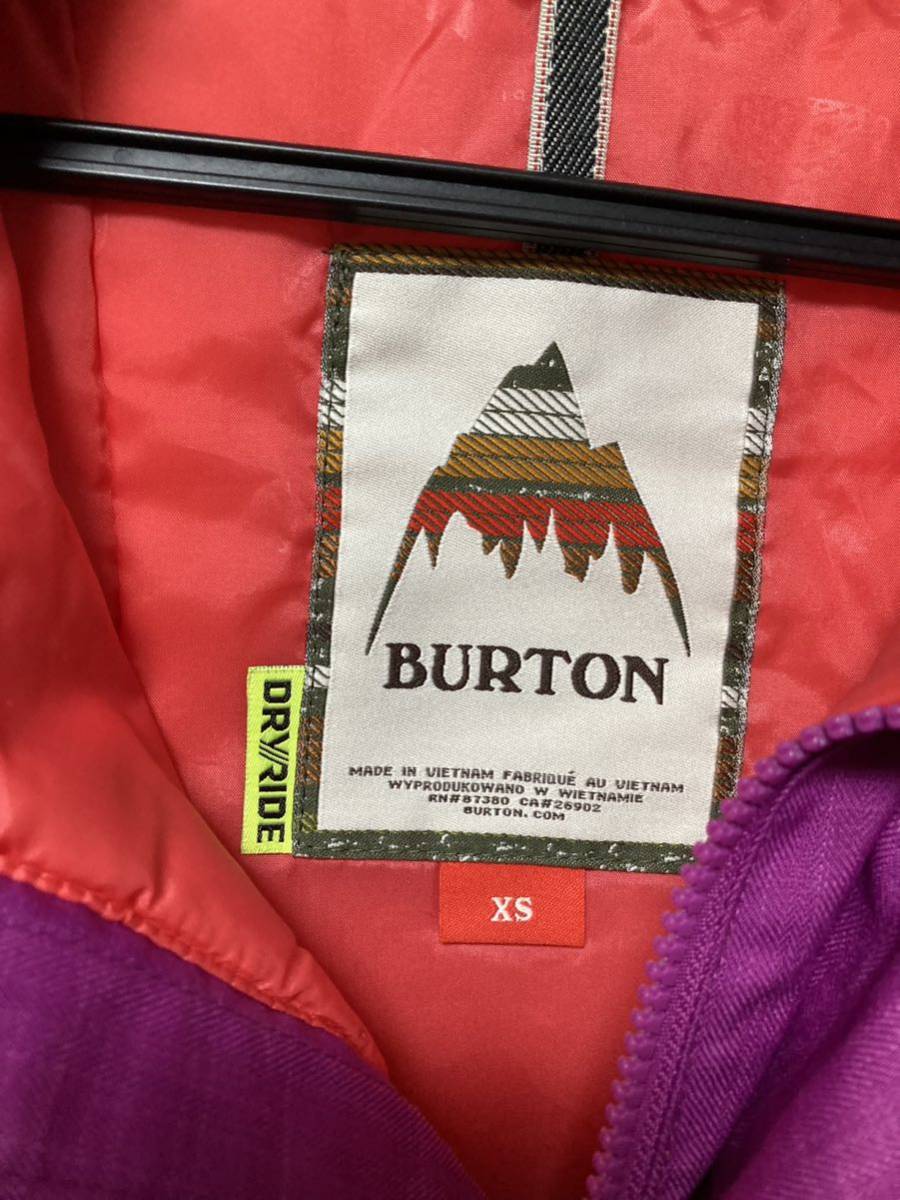 BURTON
MADE IN VIETNAM FABRIQUÉ AU VIETNAM
WYPRODUKOWANO W WIETNAMIE
RN#87380 CA#26902
BURTON.COM
DRY//RIDE
XS